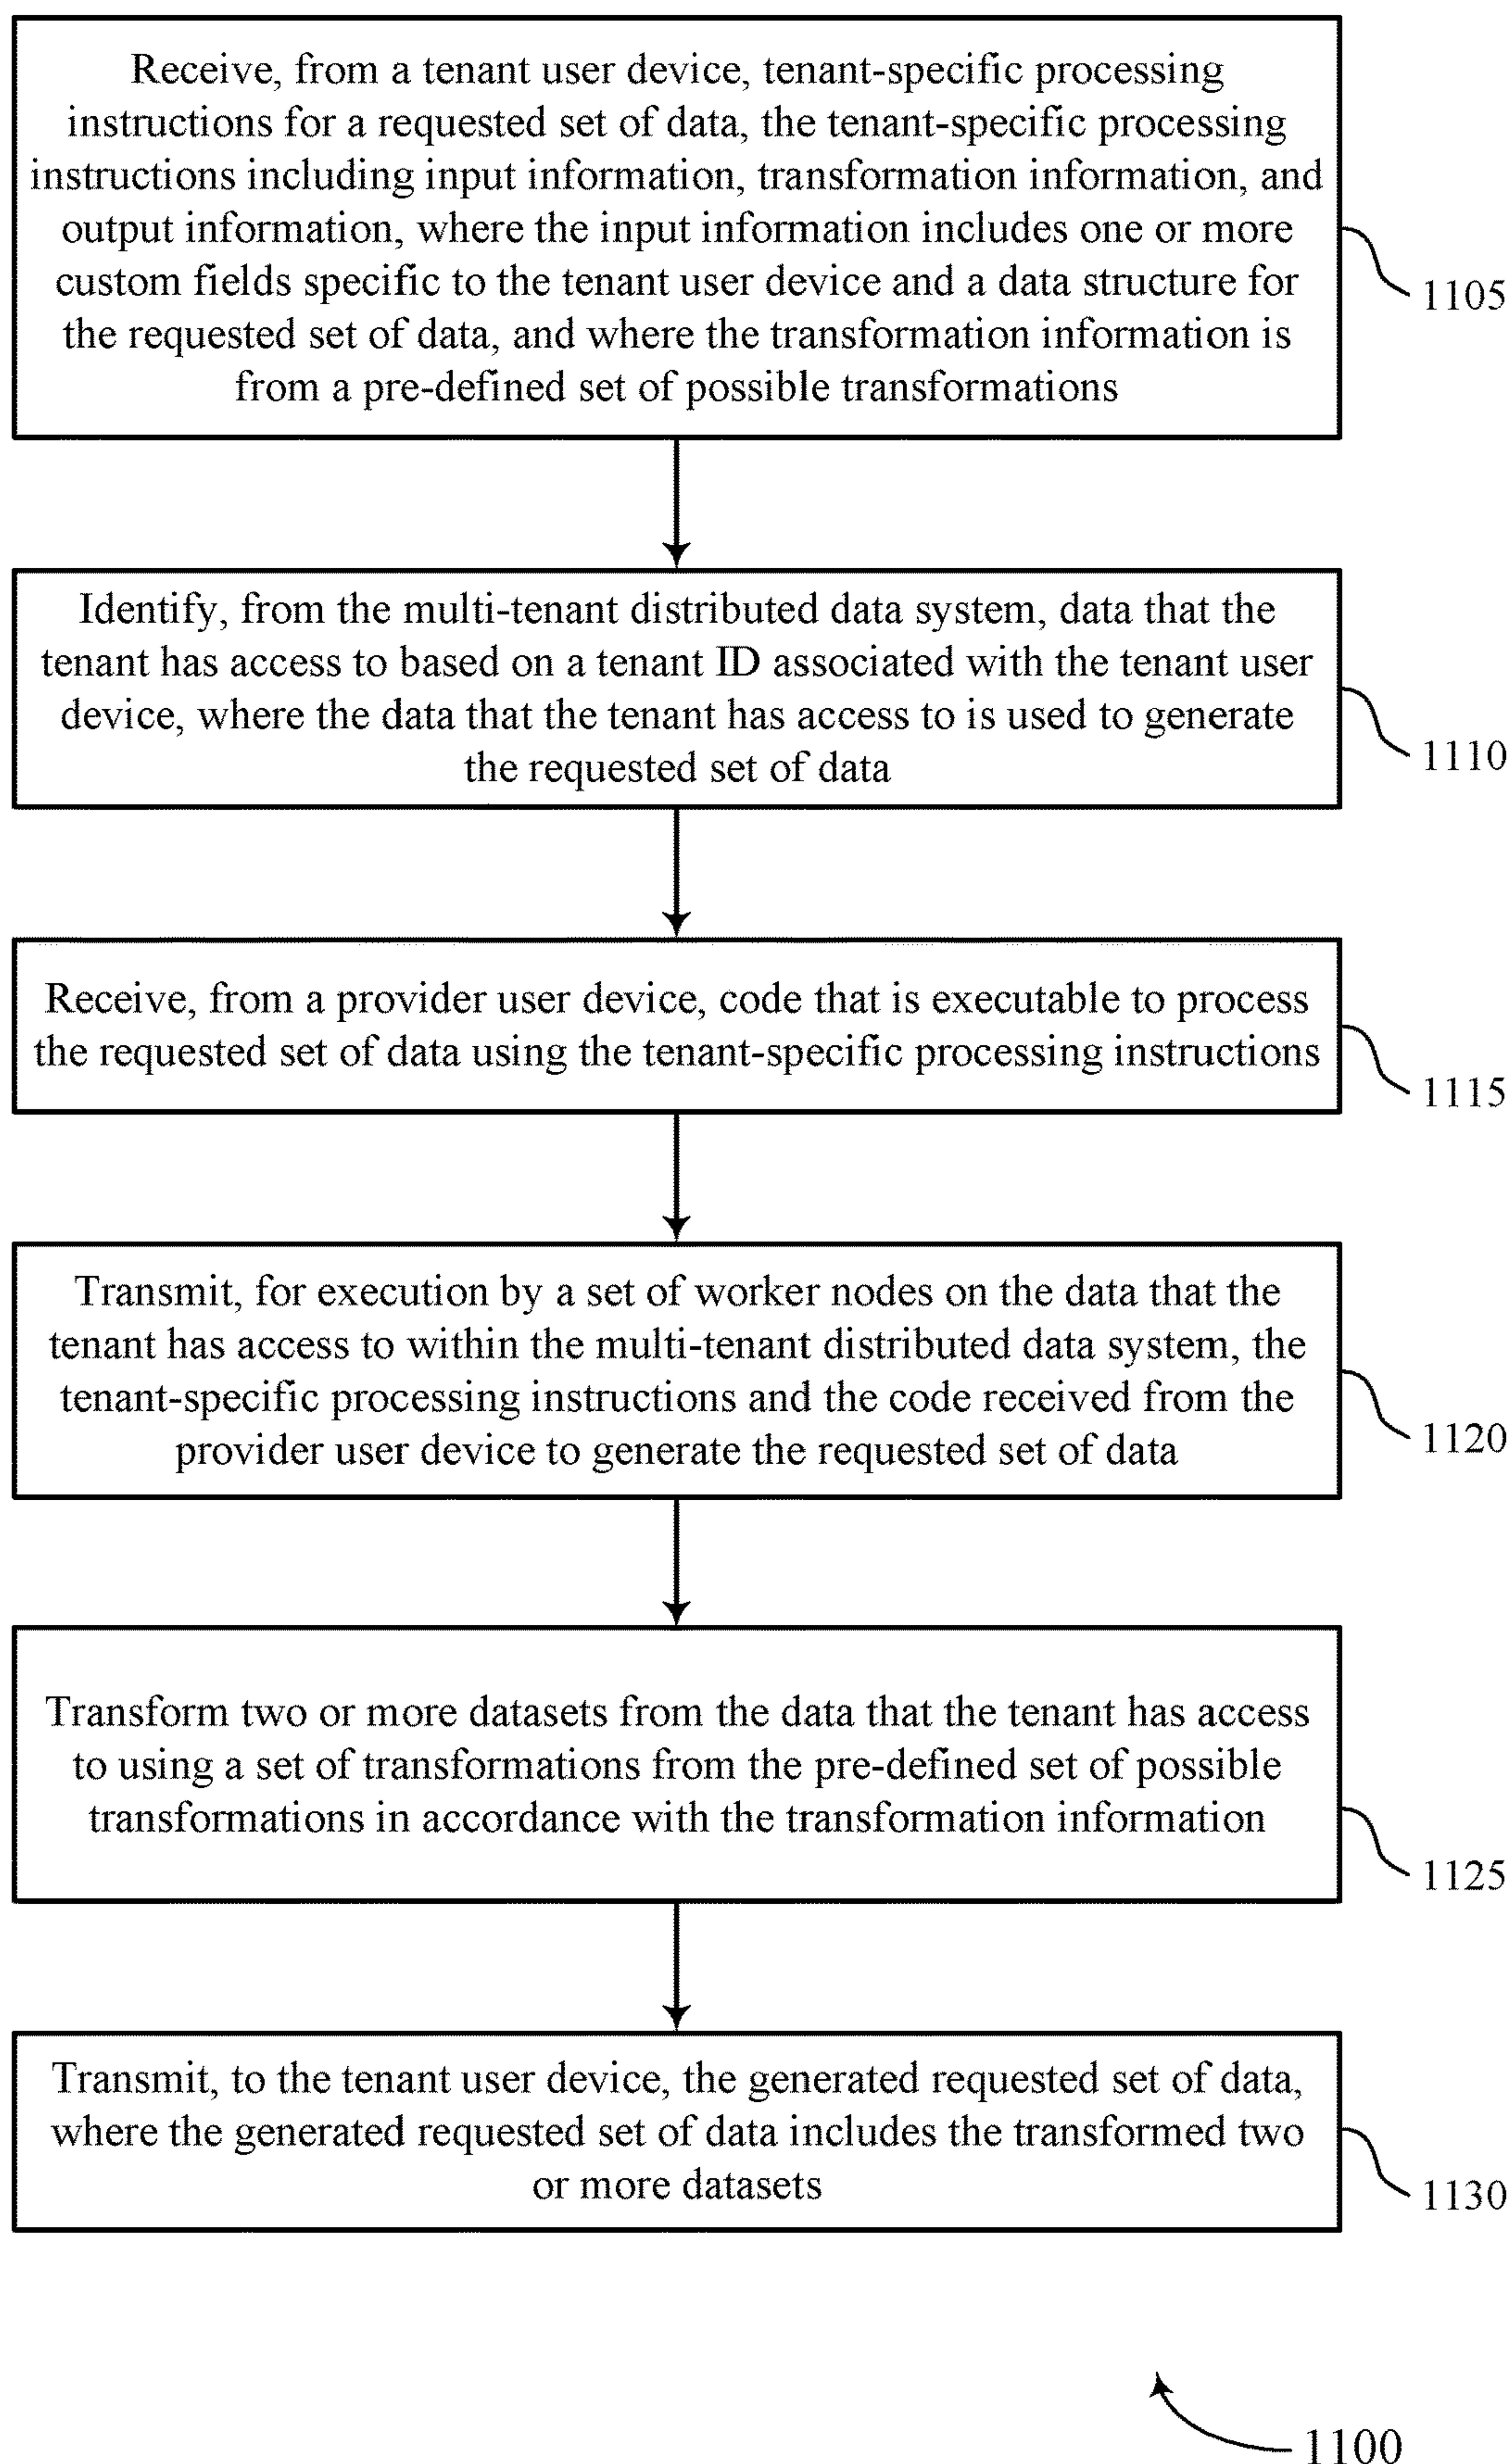 Receive, from a tenant user device, tenant-specific processing
instructions for a requested set of data, the tenant-specific processing
instructions including input information, transformation information, and
output information, where the input information includes one or more
custom fields specific to the tenant user device and a data structure for
the requested set of data, and where the transformation information is
from a pre-defined set of possible transformations
1105
Identify, from the multi-tenant distributed data system, data that the
tenant has access to based on a tenant ID associated with the tenant user
device, where the data that the tenant has access to is used to generate
the requested set of data
1110
Receive, from a provider user device, code that is executable to process
the requested set of data using the tenant-specific processing instructions
1115
Transmit, for execution by a set of worker nodes on the data that the
tenant has access to within the multi-tenant distributed data system, the
tenant-specific processing instructions and the code received from the
provider user device to generate the requested set of data
1120
Transform two or more datasets from the data that the tenant has access
to using a set of transformations from the pre-defined set of possible
transformations in accordance with the transformation information
1125
Transmit, to the tenant user device, the generated requested set of data,
where the generated requested set of data includes the transformed two
or more datasets
1130
1100